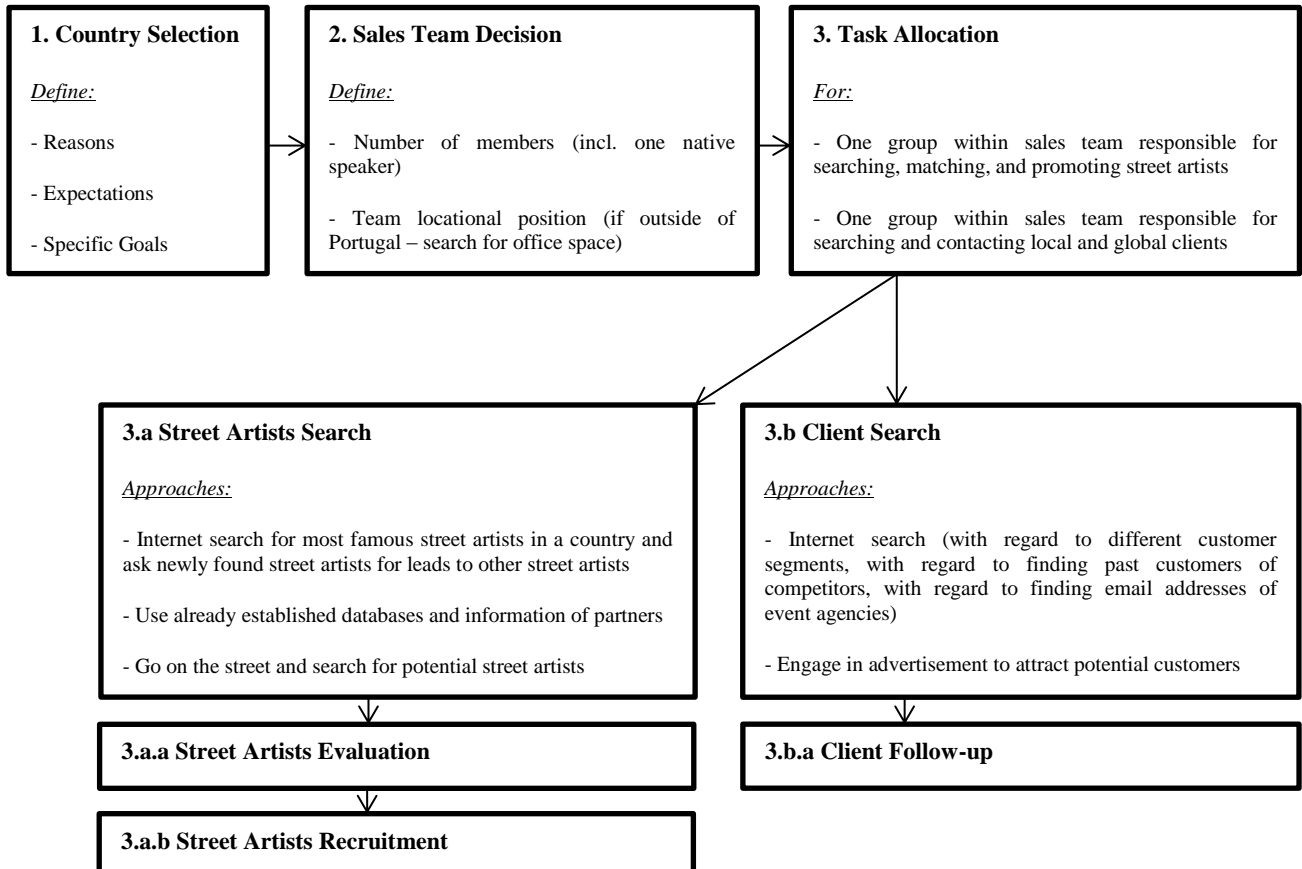 1. Country Selection
Define:
- Reasons
- Expectations
- Specific Goals
2. Sales Team Decision
Define:
- Number of members (incl. one native
speaker)
- Team locational position (if outside of
Portugal – search for office space)
3. Task Allocation
For:
- One group within sales team responsible for
searching, matching, and promoting street artists
- One group within sales team responsible for
searching and contacting local and global clients
3.a Street Artists Search
Approaches:
- Internet search for most famous street artists in a country and
ask newly found street artists for leads to other street artists
- Use already established databases and information of partners
- Go on the street and search for potential street artists
3.b Client Search
Approaches:
- Internet search (with regard to different customer
segments, with regard to finding past customers of
competitors, with regard to finding email addresses of
event agencies)
- Engage in advertisement to attract potential customers
3.a.a Street Artists Evaluation
3.b.a Client Follow-up
3.a.b Street Artists Recruitment